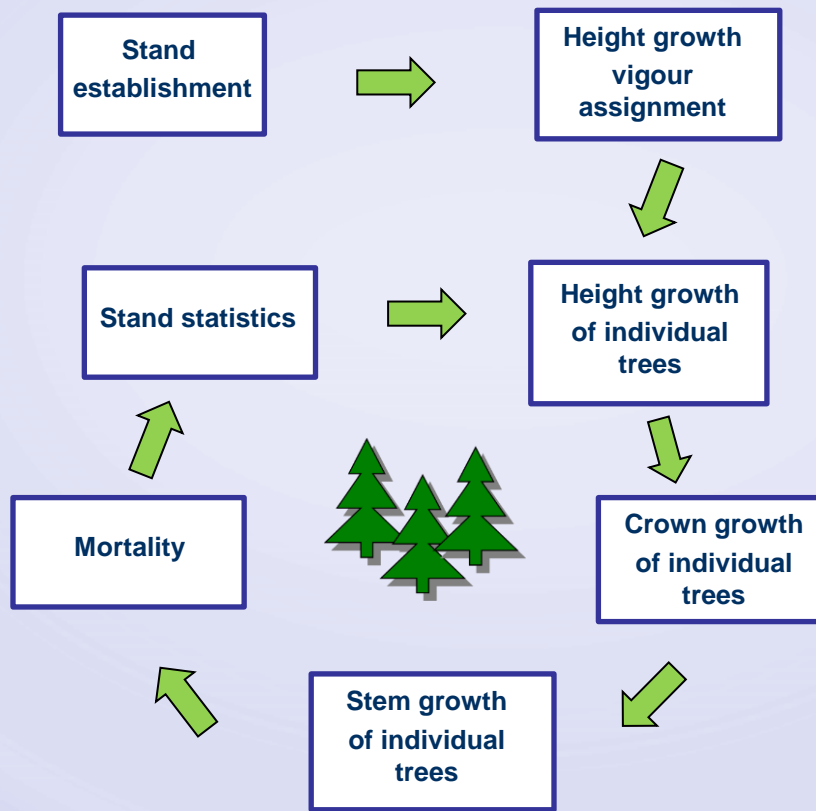 Stand
establishment
Height growth
vigour
assignment
Stand statistics
Height growth
of individual
trees
Mortality
Crown growth
of individual
trees
Stem growth
of individual
trees